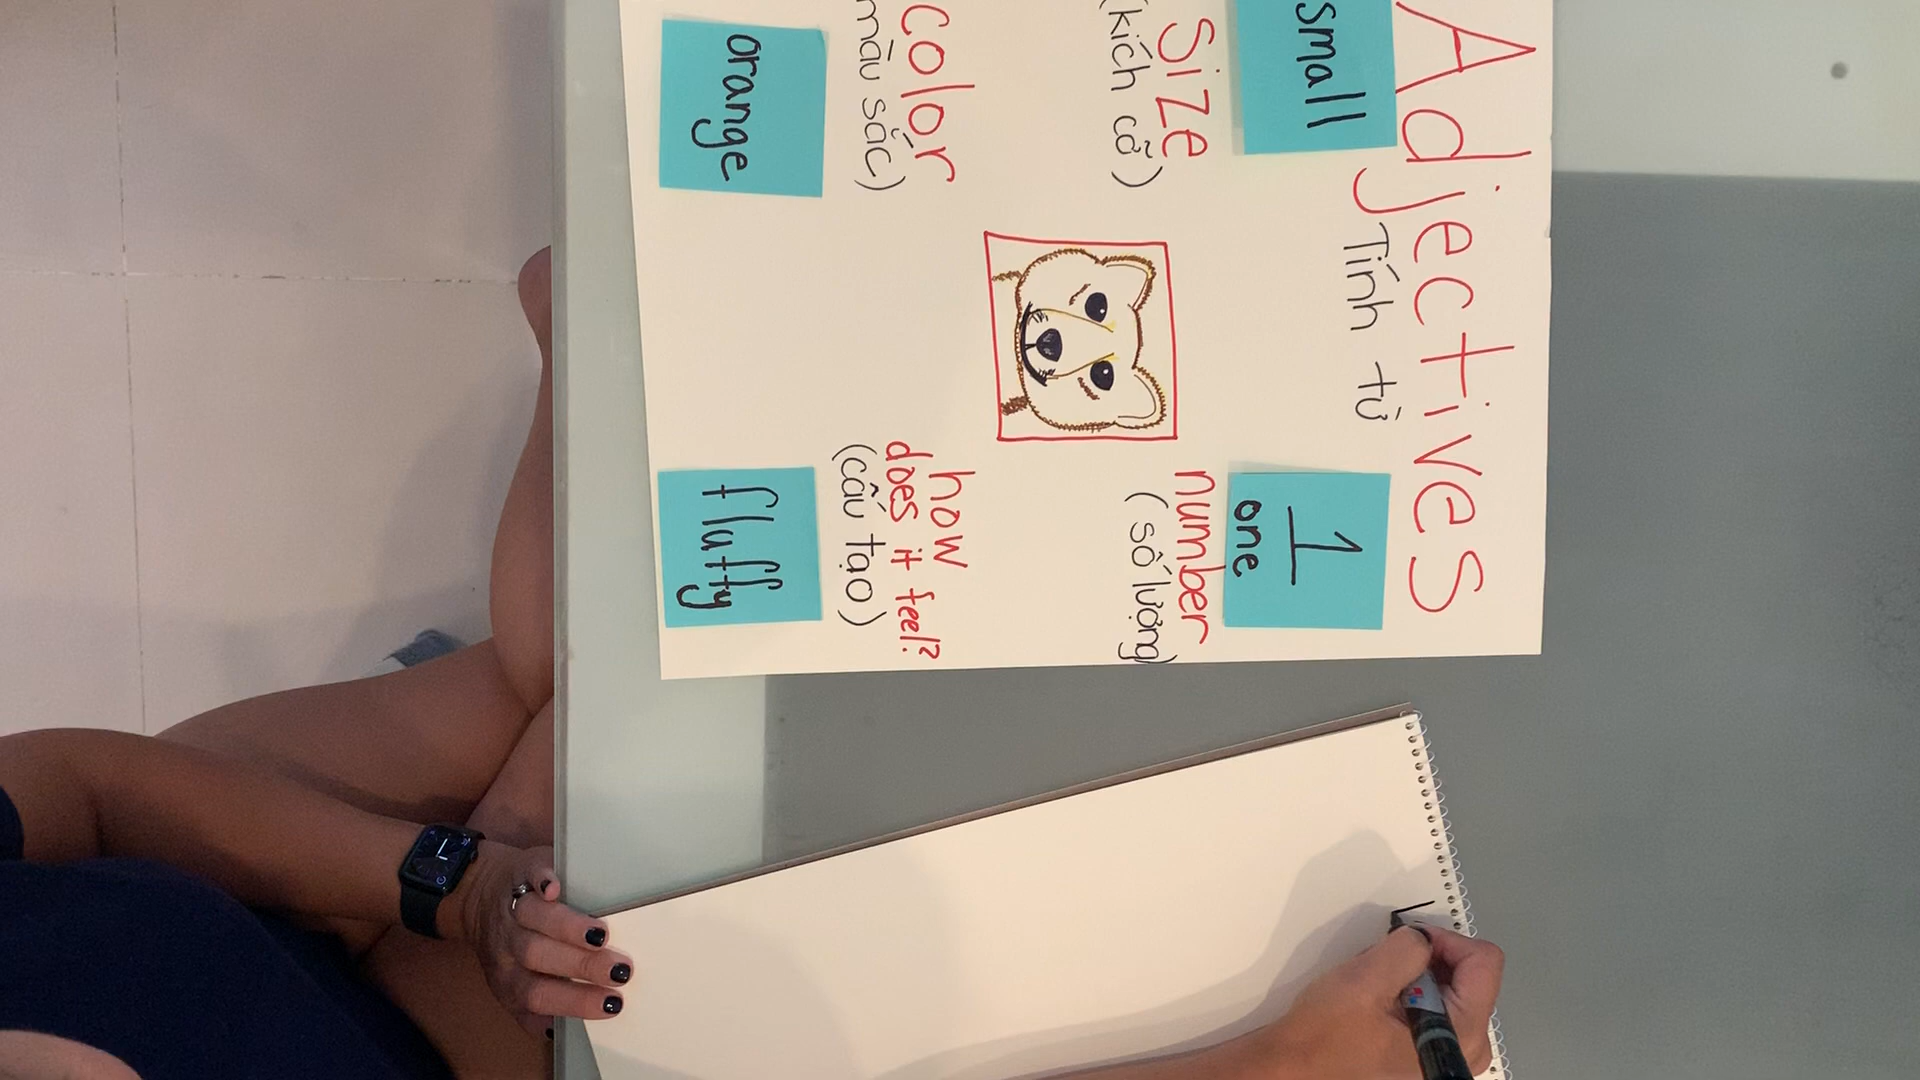 Adjectives
Tính từ
small
size
(kích cỡ)
1
one
number
(số lượng)
color
màu sắc)
orange
how
does it feel?
(cấu tạo)
fluffy